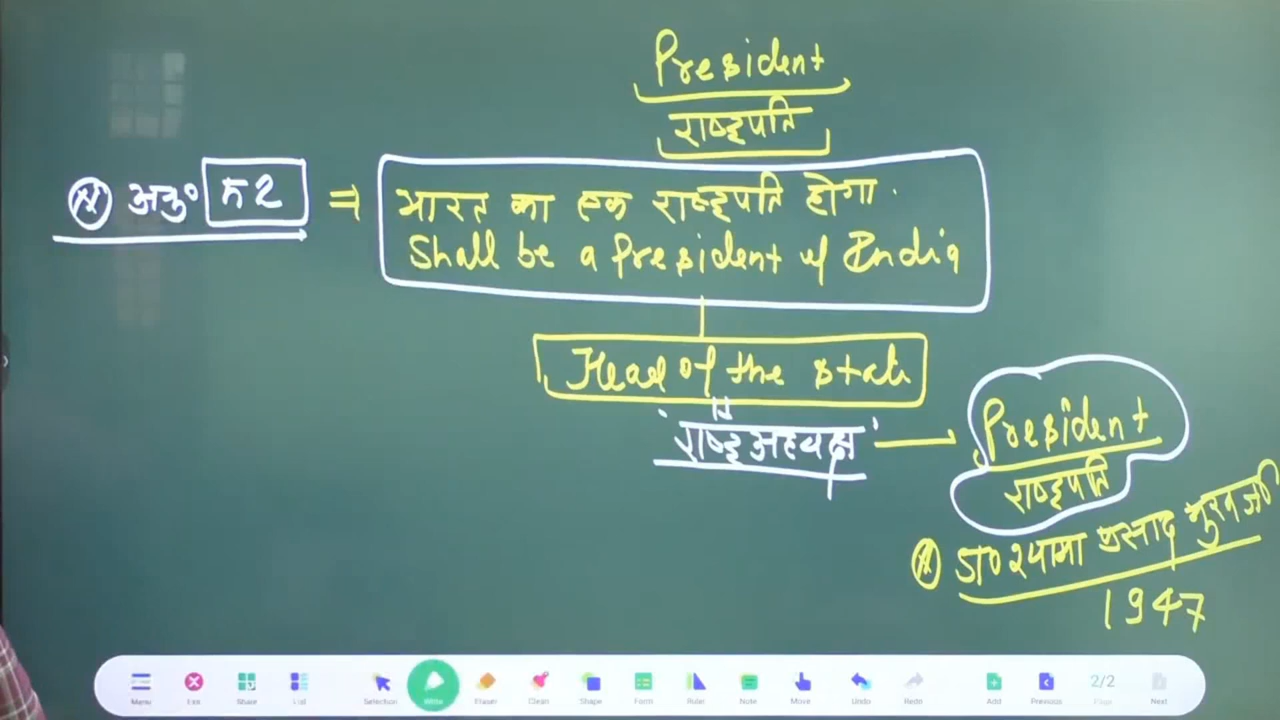 President
राष्ट्रपति
अनु० 52 ⇒ भारत का एक राष्ट्रपति होगा.
Shall be a President of India
Head of the state
'राष्ट्र अध्यक्ष' — President
राष्ट्रपति
डा० श्यामा प्रसाद मुखर्जी
1947
Menu Exit Share List Selection Write Eraser Clean Shape Form Ruler Note Move Undo Redo Add Previous 2/2 Page Next